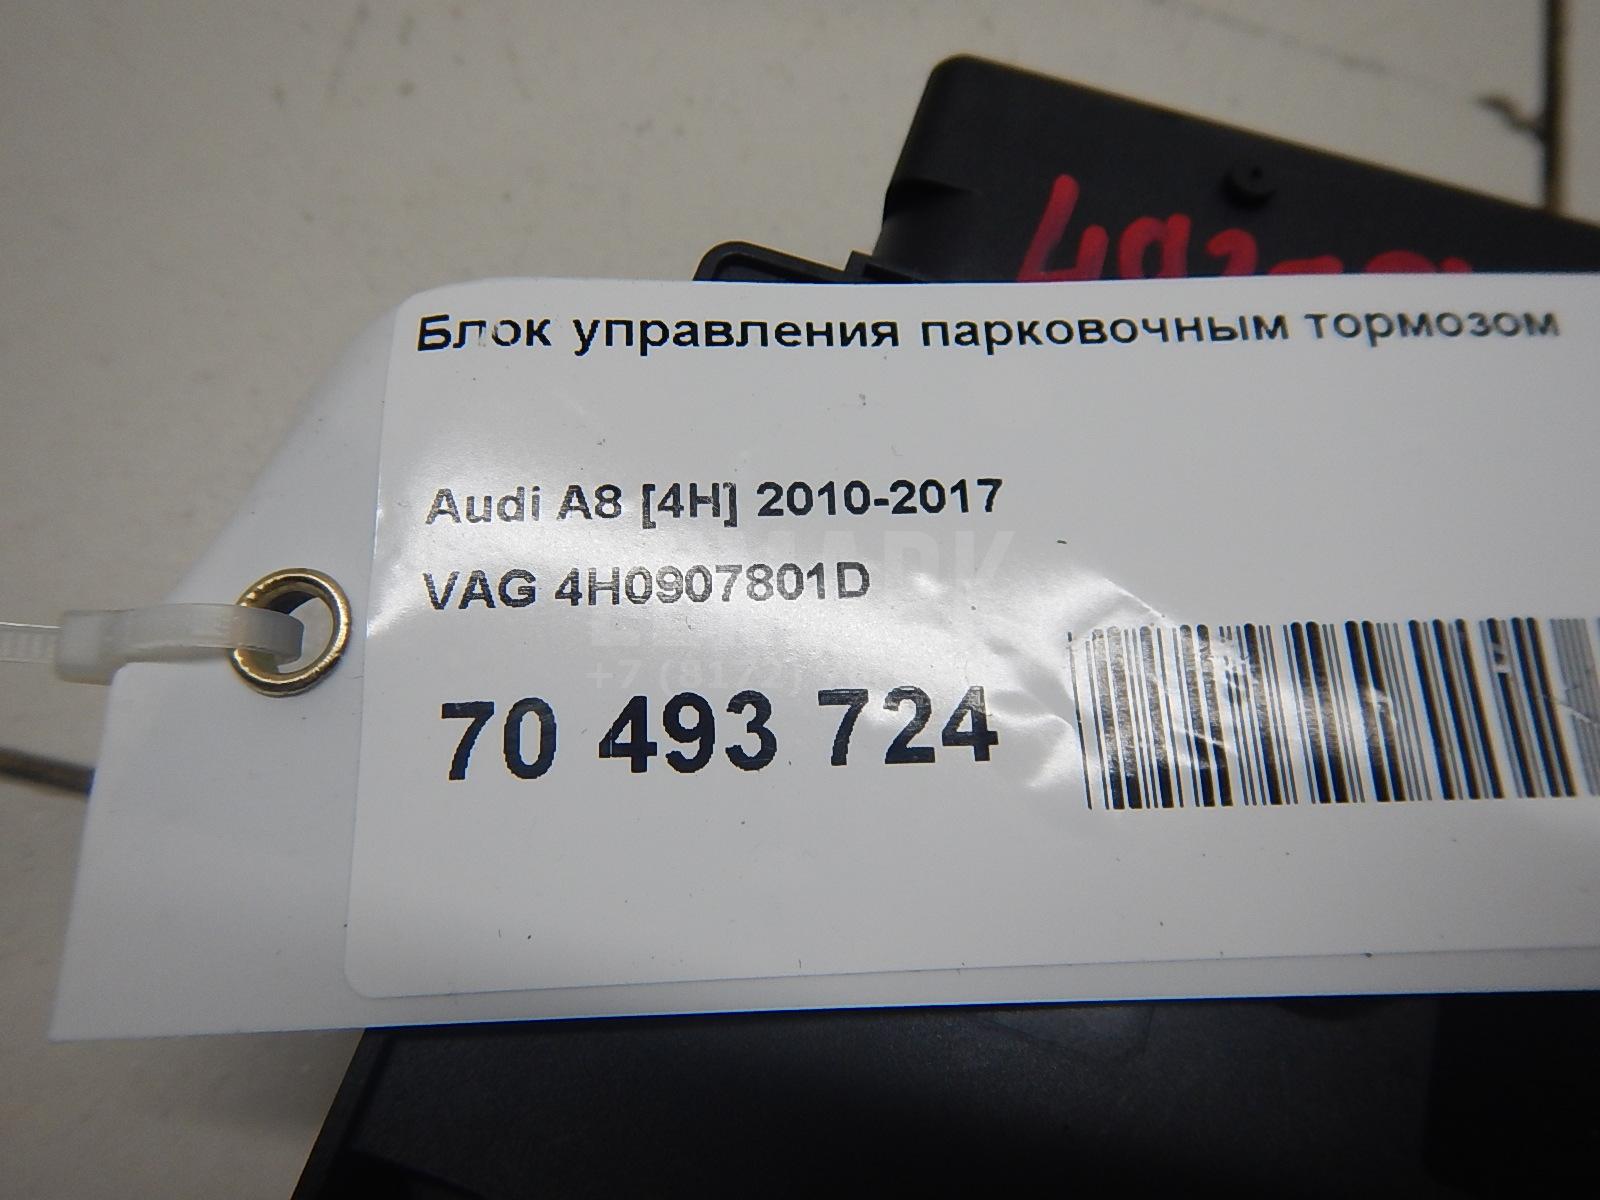 Блок управления парковочным тормозом
Audi A8 [4H] 2010-2017
VAG 4H0907801D
70 493 724